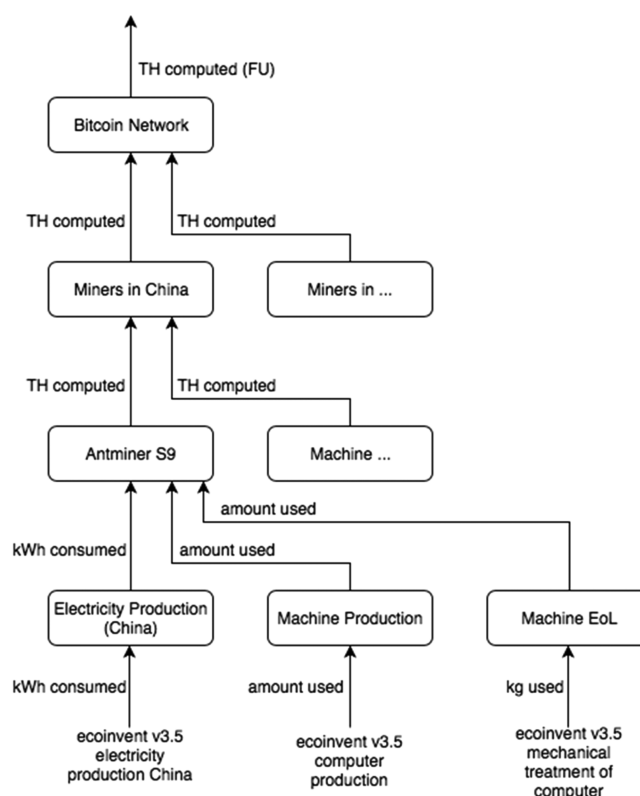 TH computed (FU)
Bitcoin Network
TH computed
TH computed
Miners in China
Miners in ...
TH computed
TH computed
Antminer S9
Machine ...
amount used
kWh consumed
amount used
Electricity Production
(China)
Machine Production
Machine EoL
kWh consumed
amount used
kg used
ecoinvent v3.5
electricity
production China
ecoinvent v3.5
computer
production
ecoinvent v3.5
mechanical
treatment of
computer